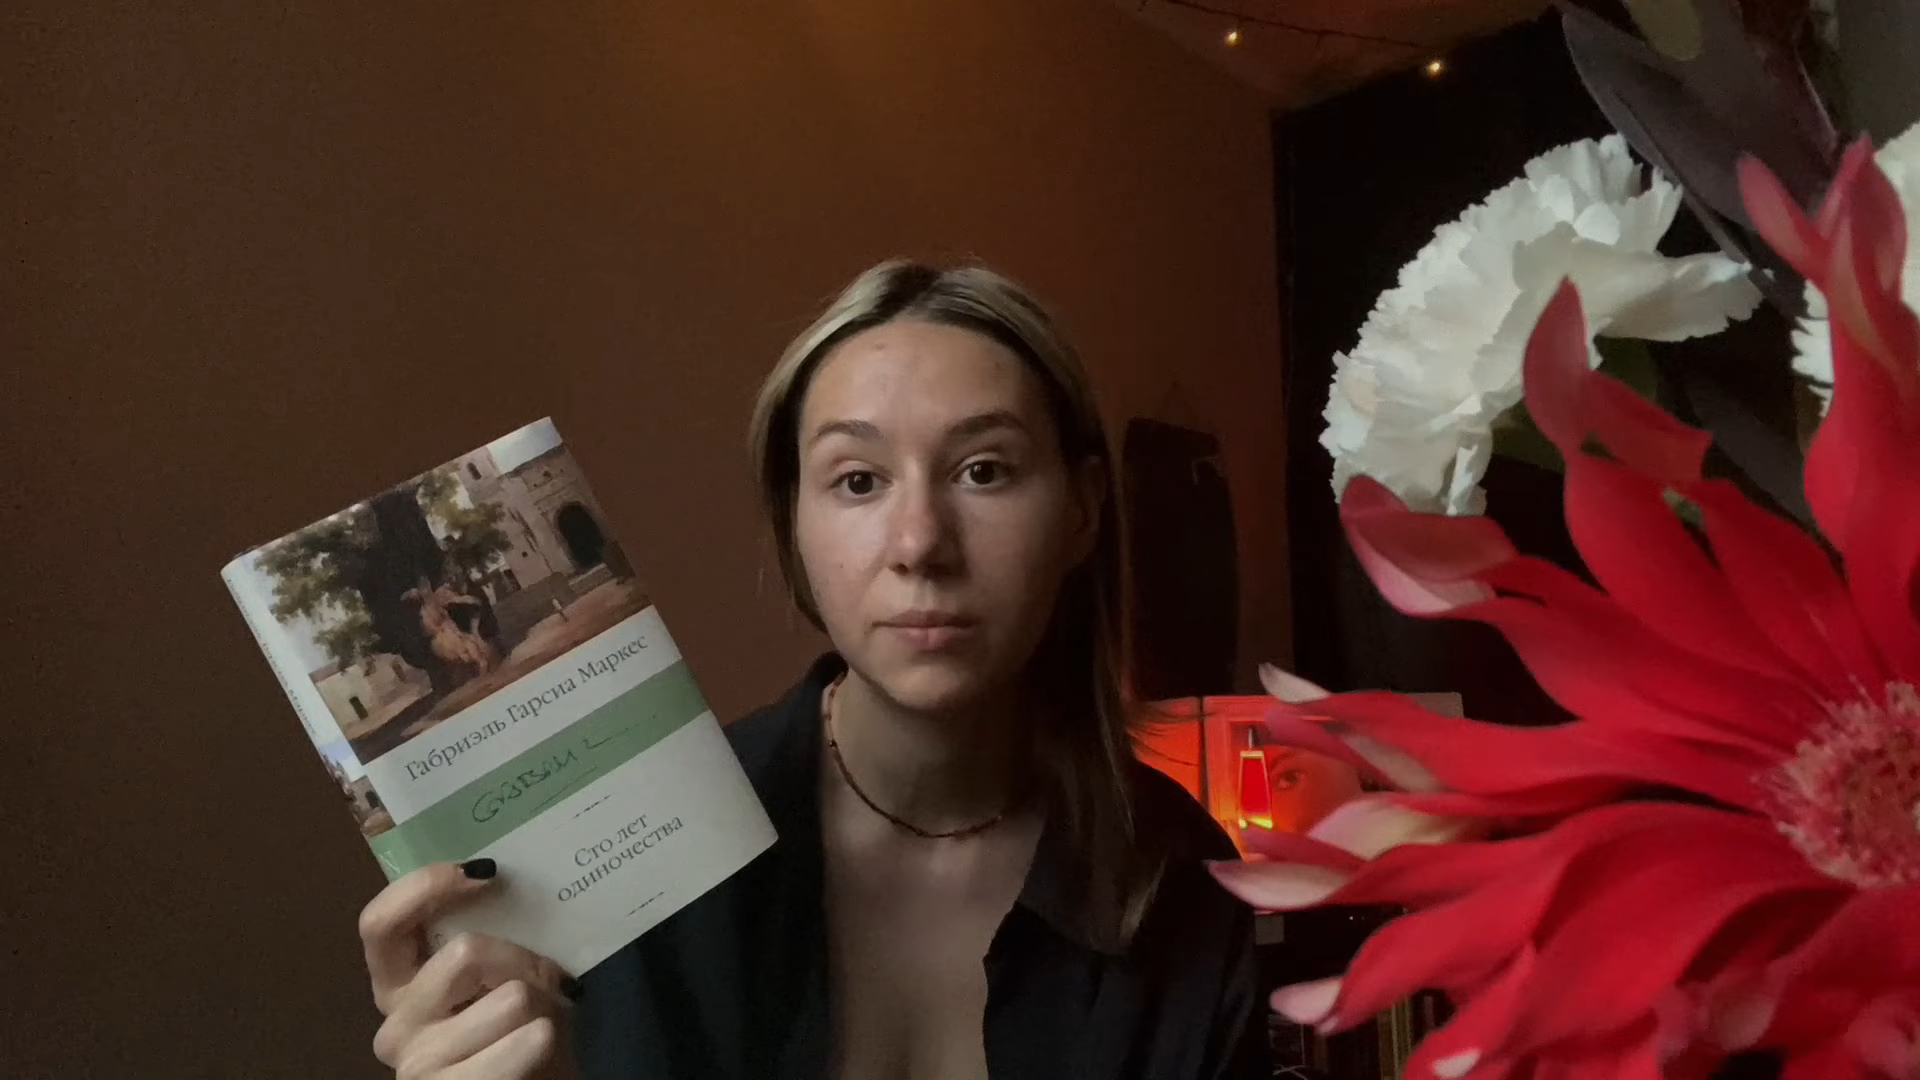 Габриэль Гарсиа Маркес
Сто лет
одиночества